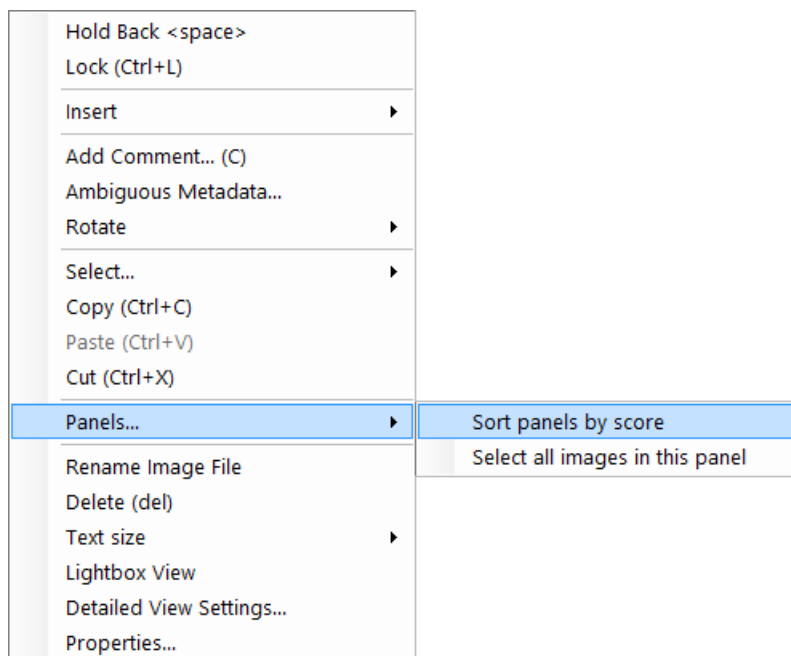 Hold Back <space>
Lock (Ctrl+L)
Insert
Add Comment... (C)
Ambiguous Metadata...
Rotate
Select...
Copy (Ctrl+C)
Paste (Ctrl+V)
Cut (Ctrl+X)
Panels...
Sort panels by score
Select all images in this panel
Rename Image File
Delete (del)
Text size
Lightbox View
Detailed View Settings...
Properties...